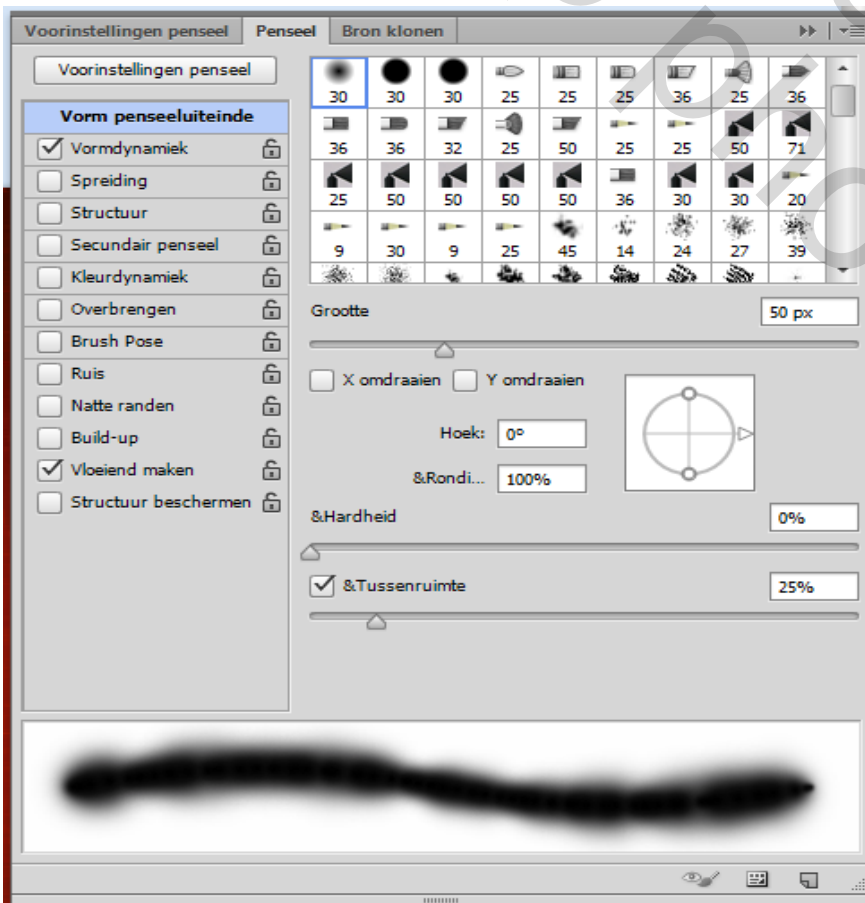 Voorinstellingen penseel Penseel Bron klonen
Voorinstellingen penseel
30 30 30 25 25 25 36 25 36
Vorm penseeluiteinde
36 36 32 25 50 25 25 50 71
Vormdynamiek
Spreiding
25 50 50 50 50 36 30 30 20
Structuur
Secundair penseel
9 30 9 25 45 14 24 27 39
Kleurdynamiek
Overbrengen
Grootte 50 px
Brush Pose
Ruis
X omdraaien Y omdraaien
Natte randen
Build-up
Hoek: 0°
Vloeiend maken
&Rondi... 100%
Structuur beschermen
&Hardheid 0%
&Tussenruimte 25%